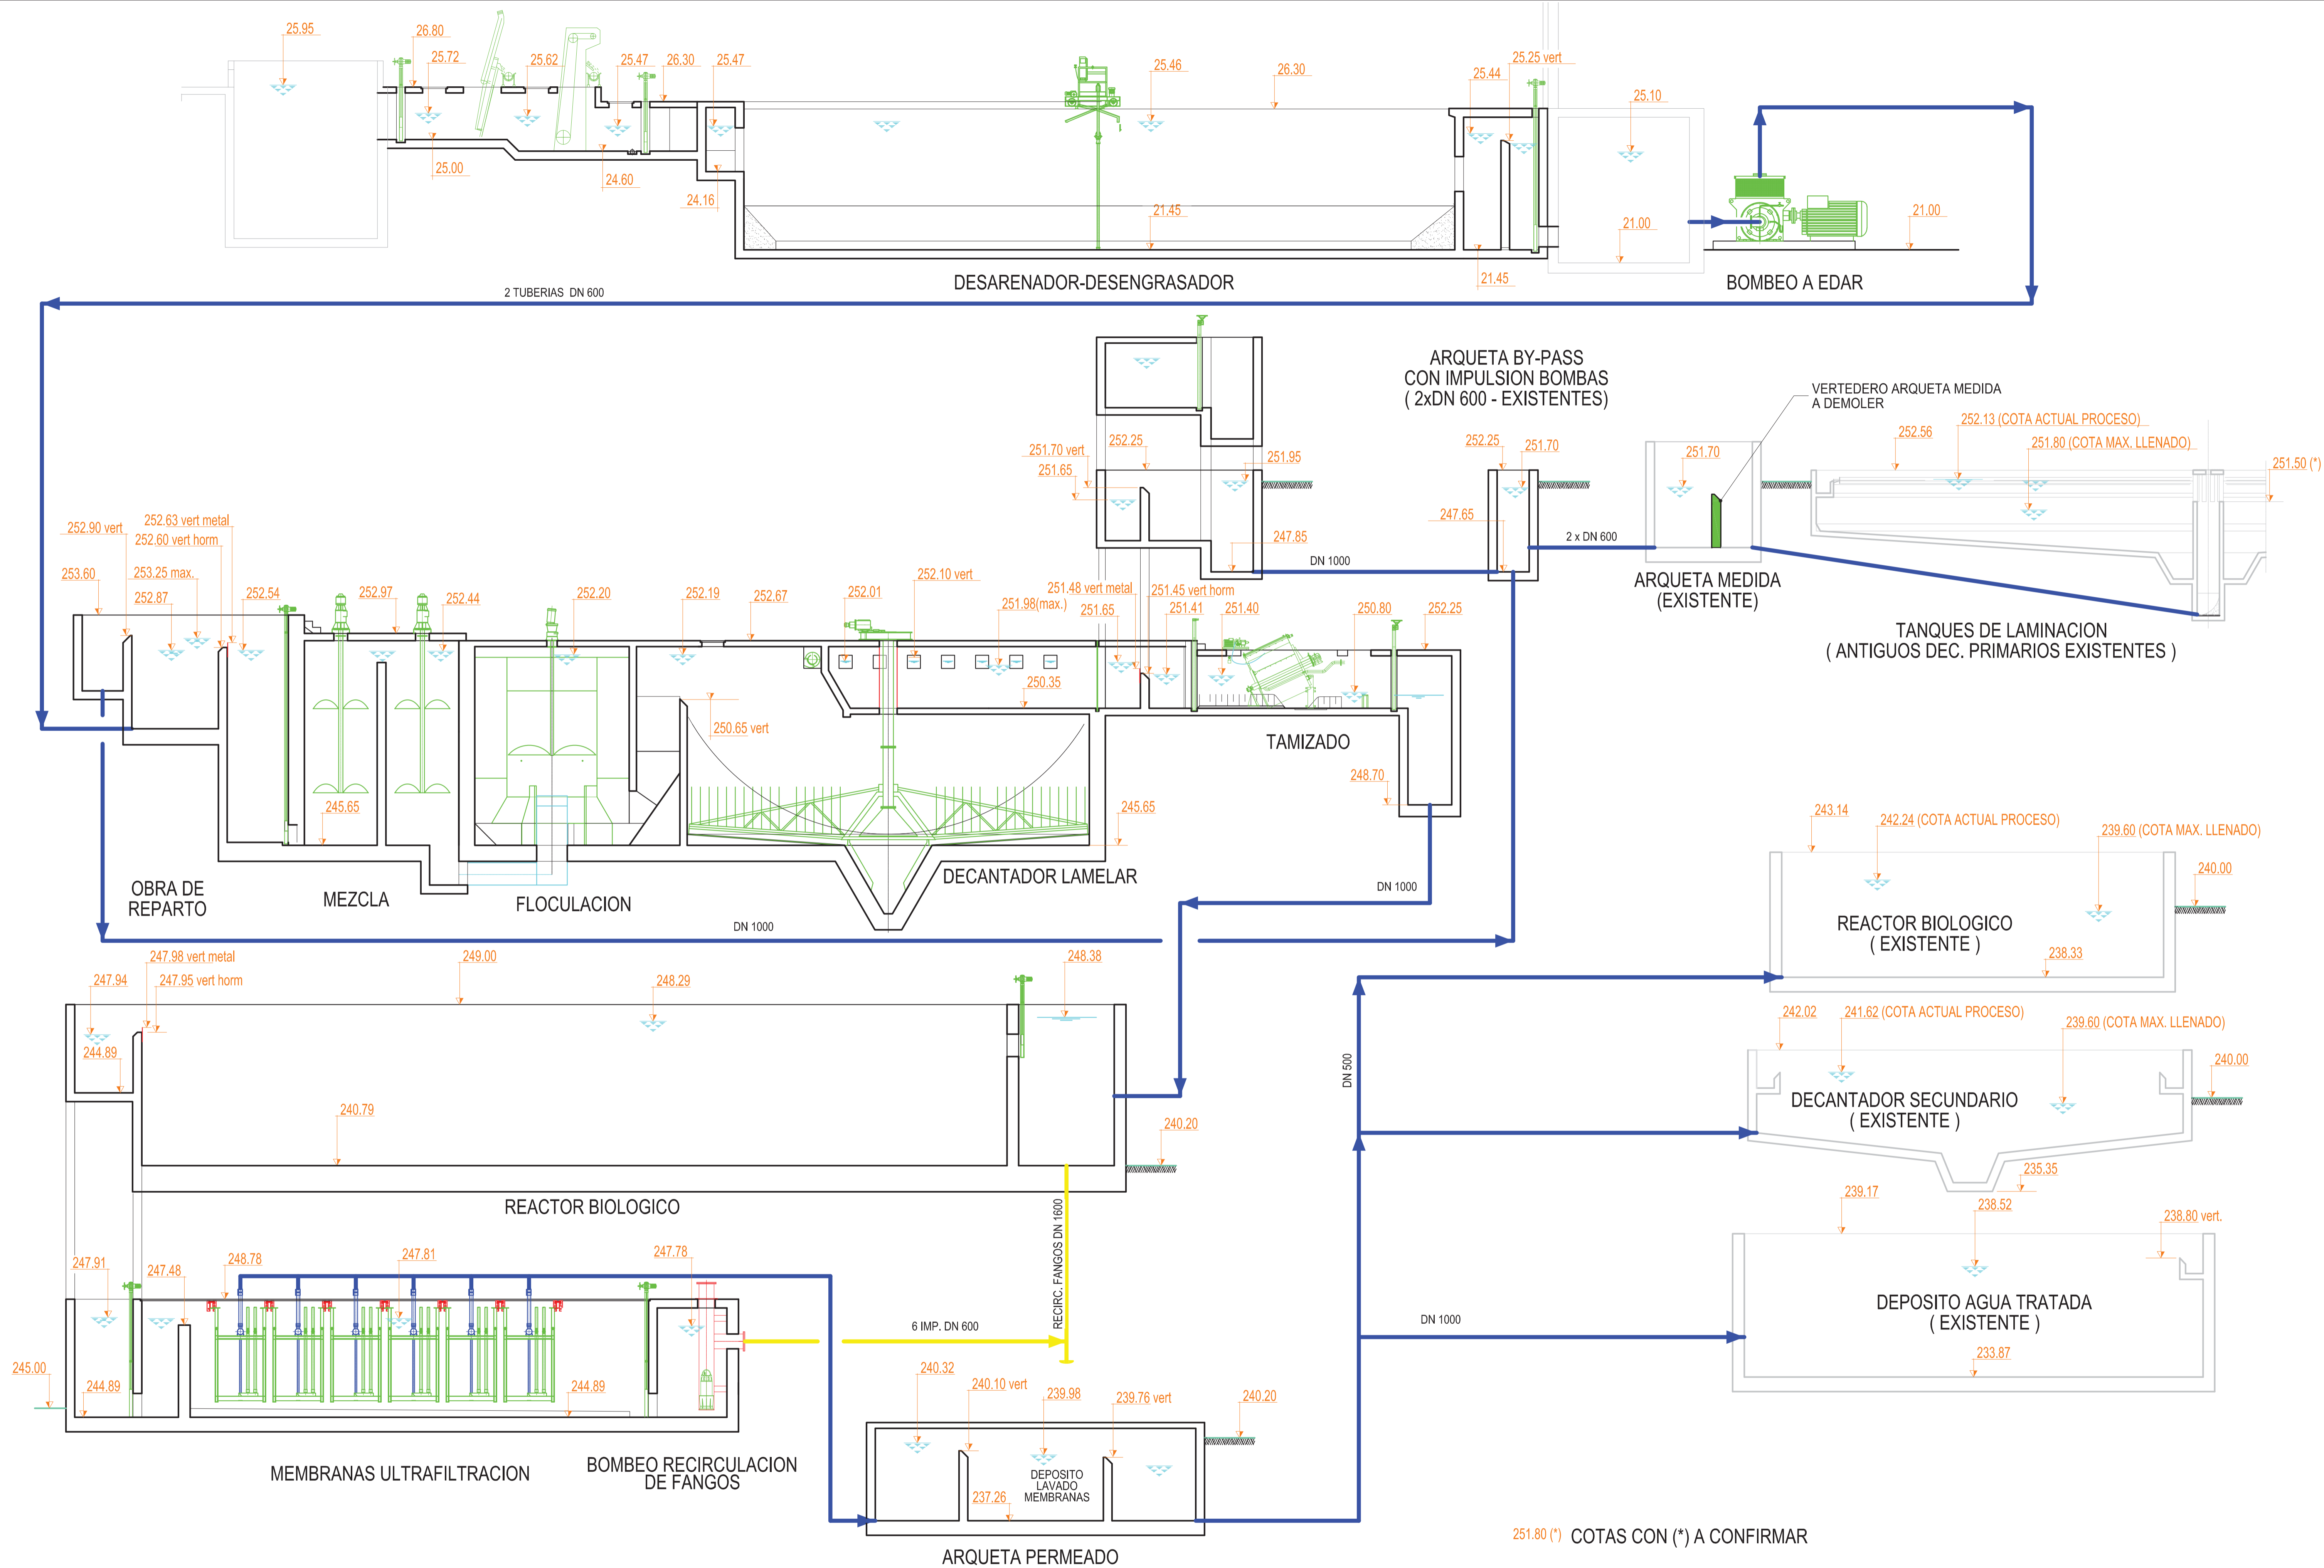 25.95
26.80
25.72
25.62
25.47
26.30
25.47
25.46
26.30
25.44
25.25 vert
25.10
25.00
24.60
24.16
21.45
21.45
21.00
21.00
DESARENADOR-DESENGRASADOR
BOMBEO A EDAR
2 TUBERIAS DN 600
ARQUETA BY-PASS
CON IMPULSION BOMBAS
( 2xDN 600 - EXISTENTES)
VERTEDERO ARQUETA MEDIDA
A DEMOLER
252.13 (COTA ACTUAL PROCESO)
252.56
251.80 (COTA MAX. LLENADO)
251.50 (*)
251.70 vert
252.25
251.65
251.95
252.25
251.70
251.70
247.85
247.65
DN 1000
2 x DN 600
ARQUETA MEDIDA
(EXISTENTE)
TANQUES DE LAMINACION
( ANTIGUOS DEC. PRIMARIOS EXISTENTES )
252.90 vert
252.63 vert metal
252.60 vert horm
253.60
253.25 max.
252.87
252.54
252.97
252.44
252.20
252.19
252.67
252.01
252.10 vert
251.98(max.)
251.48 vert metal
251.65
251.45 vert horm
251.41
251.40
250.80
252.25
250.35
250.65 vert
TAMIZADO
248.70
245.65
245.65
OBRA DE
REPARTO
MEZCLA
FLOCULACION
DECANTADOR LAMELAR
DN 1000
DN 1000
243.14
242.24 (COTA ACTUAL PROCESO)
239.60 (COTA MAX. LLENADO)
240.00
REACTOR BIOLOGICO
( EXISTENTE )
238.33
247.98 vert metal
247.94
247.95 vert horm
249.00
248.29
248.38
244.89
240.79
240.20
REACTOR BIOLOGICO
242.02
241.62 (COTA ACTUAL PROCESO)
239.60 (COTA MAX. LLENADO)
240.00
DECANTADOR SECUNDARIO
( EXISTENTE )
235.35
DN 500
239.17
238.52
238.80 vert.
DEPOSITO AGUA TRATADA
( EXISTENTE )
233.87
DN 1000
RECIRC. FANGOS DN 1600
247.91
247.48
248.78
247.81
247.78
6 IMP. DN 600
245.00
244.89
244.89
MEMBRANAS ULTRAFILTRACION
BOMBEO RECIRCULACION
DE FANGOS
240.32
240.10 vert
239.98
239.76 vert
240.20
DEPOSITO
LAVADO
MEMBRANAS
237.26
ARQUETA PERMEADO
251.80 (*) COTAS CON (*) A CONFIRMAR